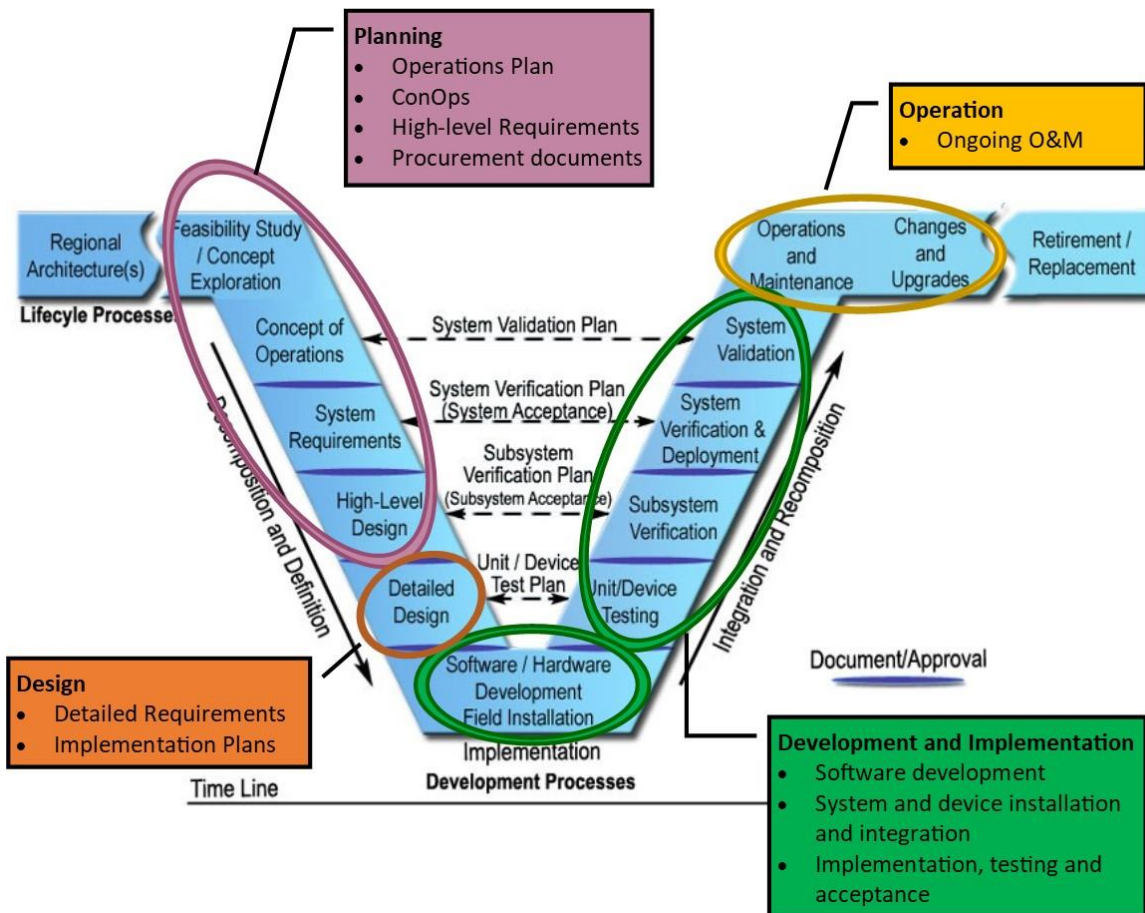 Planning
• Operations Plan
• ConOps
• High-level Requirements
• Procurement documents
Operation
• Ongoing O&M
Regional
Architecture(s)
Feasibility Study
/ Concept
Exploration
Operations
and
Maintenance
Changes
and
Upgrades
Retirement /
Replacement
Lifecyle Processes
Concept of
Operations
System Validation Plan
System
Validation
System
Requirements
System Verification Plan
(System Acceptance)
System
Verification &
Deployment
High-Level
Design
Subsystem
Verification Plan
(Subsystem Acceptance)
Subsystem
Verification
Detailed
Design
Unit / Device
Test Plan
Unit/Device
Testing
Decomposition and Definition
Integration and Recomposition
Software / Hardware
Development
Field Installation
Implementation
Development Processes
Time Line
Document/Approval
Design
• Detailed Requirements
• Implementation Plans
Development and Implementation
• Software development
• System and device installation
and integration
• Implementation, testing and
acceptance